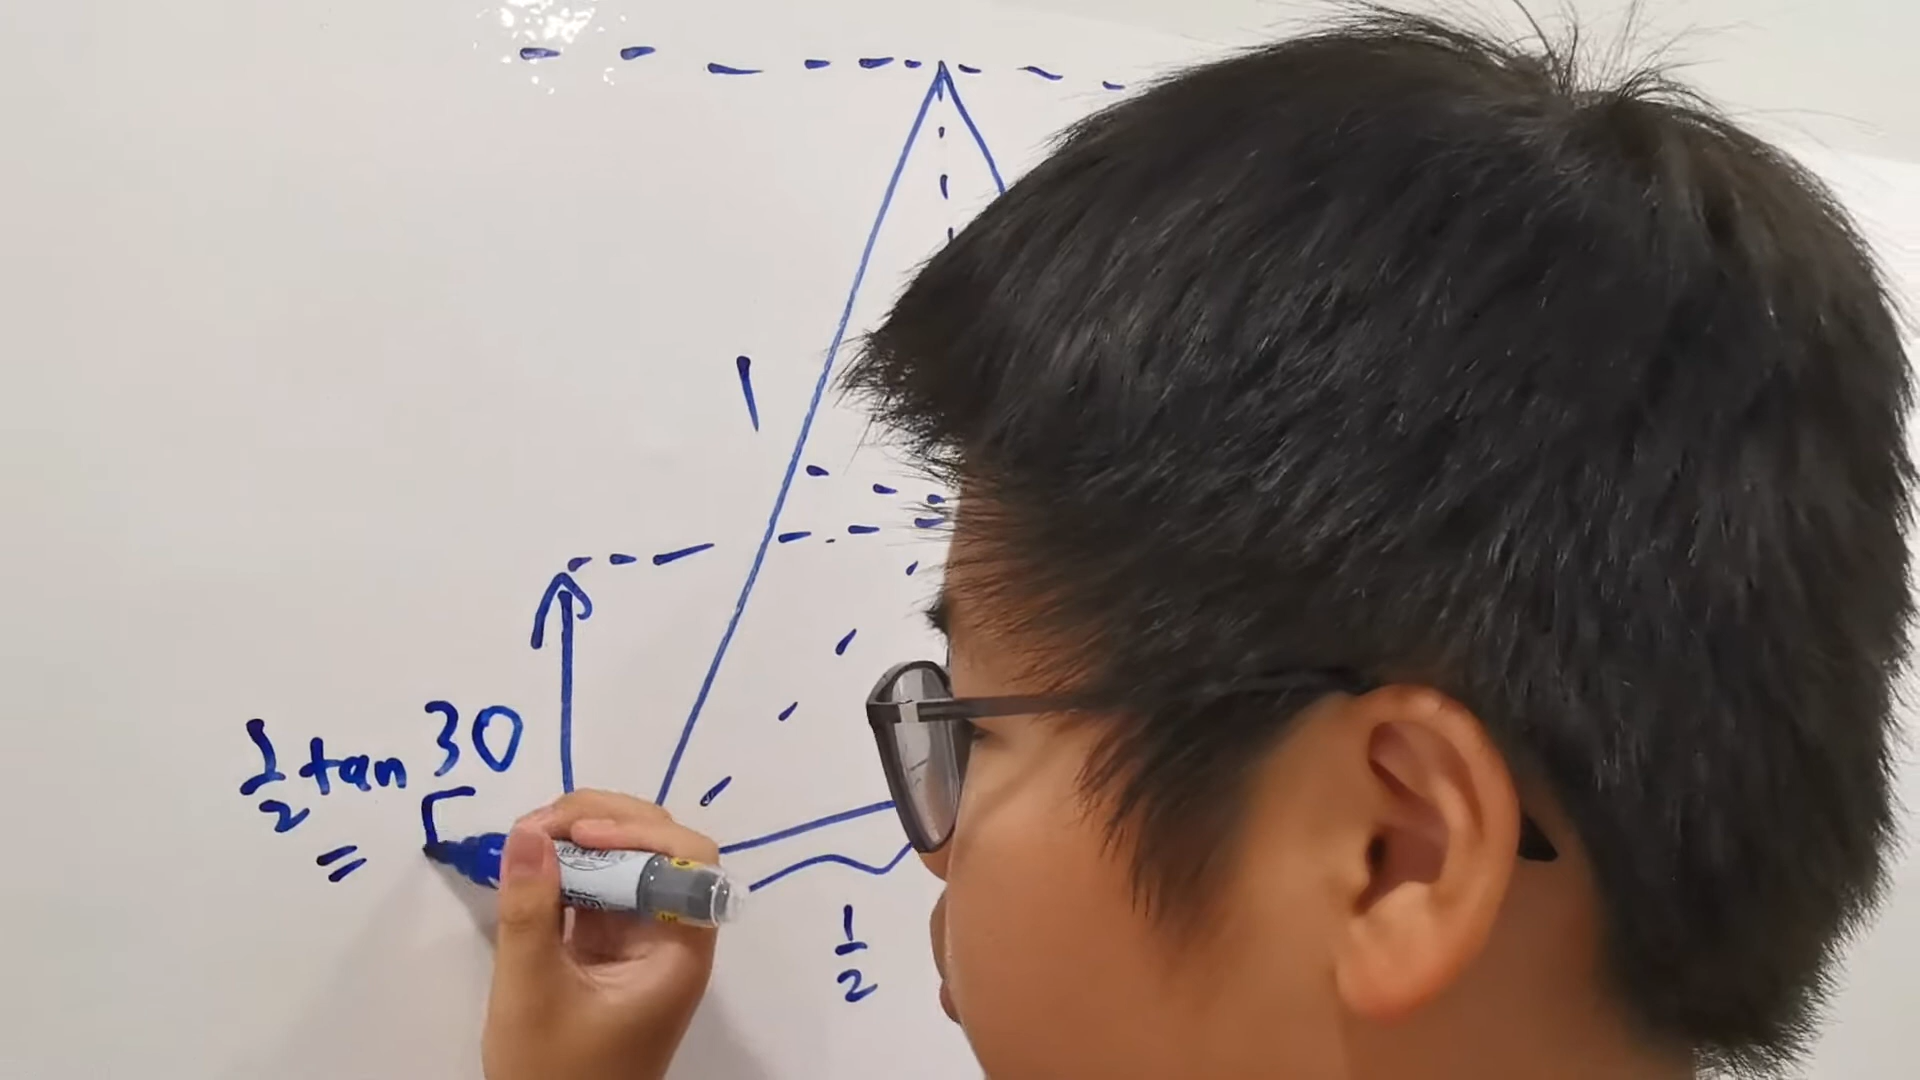 1
1/2 tan 30
=
1/2